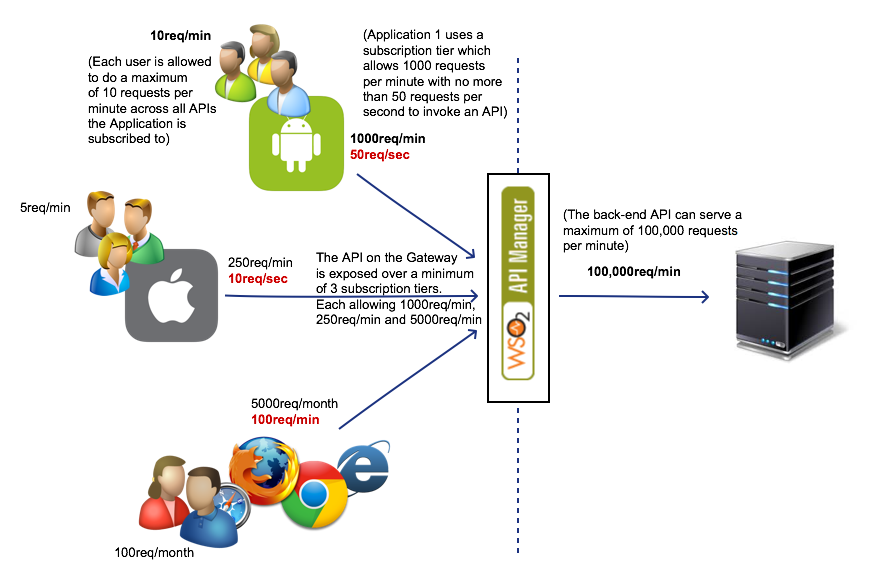 10req/min
(Each user is allowed
to do a maximum
of 10 requests per
minute across all APIs
the Application is
subscribed to)
(Application 1 uses a
subscription tier which
allows 1000 requests
per minute with no more
than 50 requests per
second to invoke an API)
1000req/min
50req/sec
5req/min
250req/min
10req/sec
The API on the Gateway
is exposed over a minimum
of 3 subscription tiers.
Each allowing 1000req/min,
250req/min and 5000req/min
WSO2 API Manager
(The back-end API can serve a
maximum of 100,000 requests
per minute)
100,000req/min
5000req/month
100req/min
100req/month